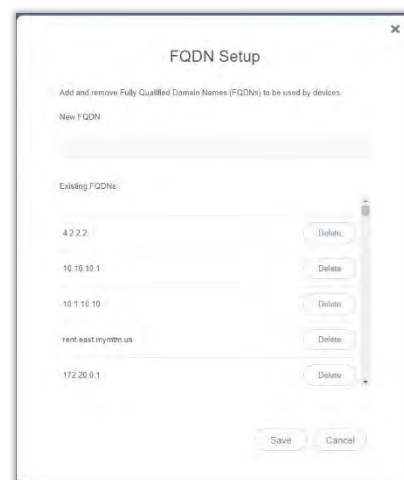 FQDN Setup
Add and remove Fully Qualified Domain Names (FQDNs) to be used by devices.
New FQDN
Existing FQDNs
4.2.2.2 Delete
10.10.10.1 Delete
10.1.10.10 Delete
rent.east.mymtm.us Delete
172.20.0.1 Delete
Save Cancel